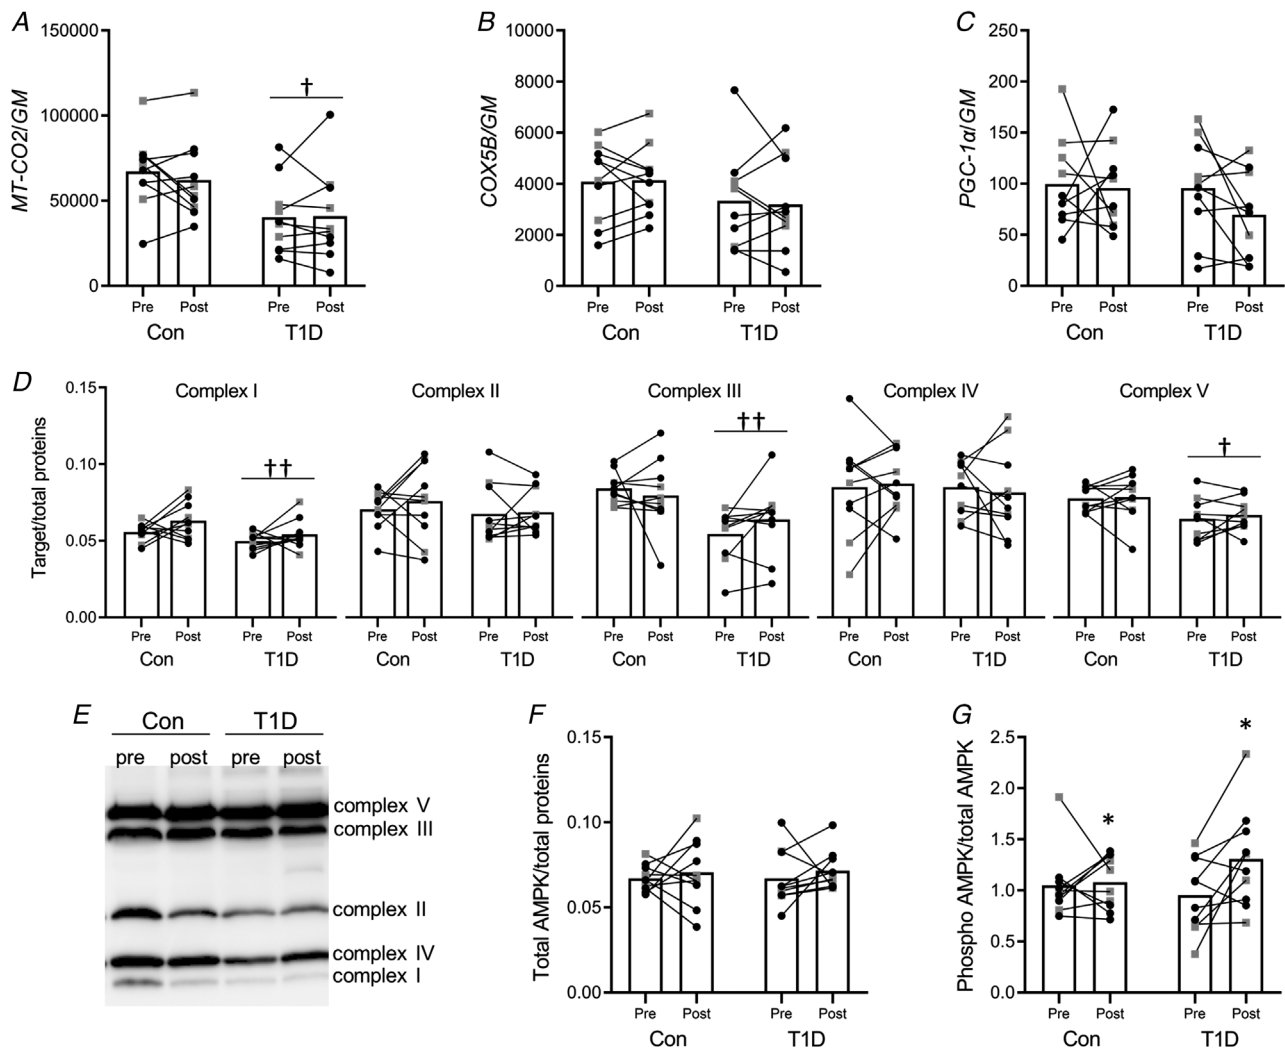 A
MT-CO2/GM
150000
100000
50000
0
†
Pre Post Pre Post
Con T1D
B
COX5B/GM
10000
8000
6000
4000
2000
0
Pre Post Pre Post
Con T1D
C
PGC-1α/GM
250
200
150
100
50
0
Pre Post Pre Post
Con T1D
D
Target/total proteins
0.15
0.10
0.05
0.00
Complex I
††
Pre Post Pre Post
Con T1D
Complex II
Pre Post Pre Post
Con T1D
Complex III
††
Pre Post Pre Post
Con T1D
Complex IV
Pre Post Pre Post
Con T1D
Complex V
†
Pre Post Pre Post
Con T1D
E
Con T1D
pre post pre post
complex V
complex III
complex II
complex IV
complex I
F
Total AMPK/total proteins
0.15
0.10
0.05
0.00
Pre Post Pre Post
Con T1D
G
Phospho AMPK/total AMPK
2.5
2.0
1.5
1.0
0.5
0.0
*
*
Pre Post Pre Post
Con T1D